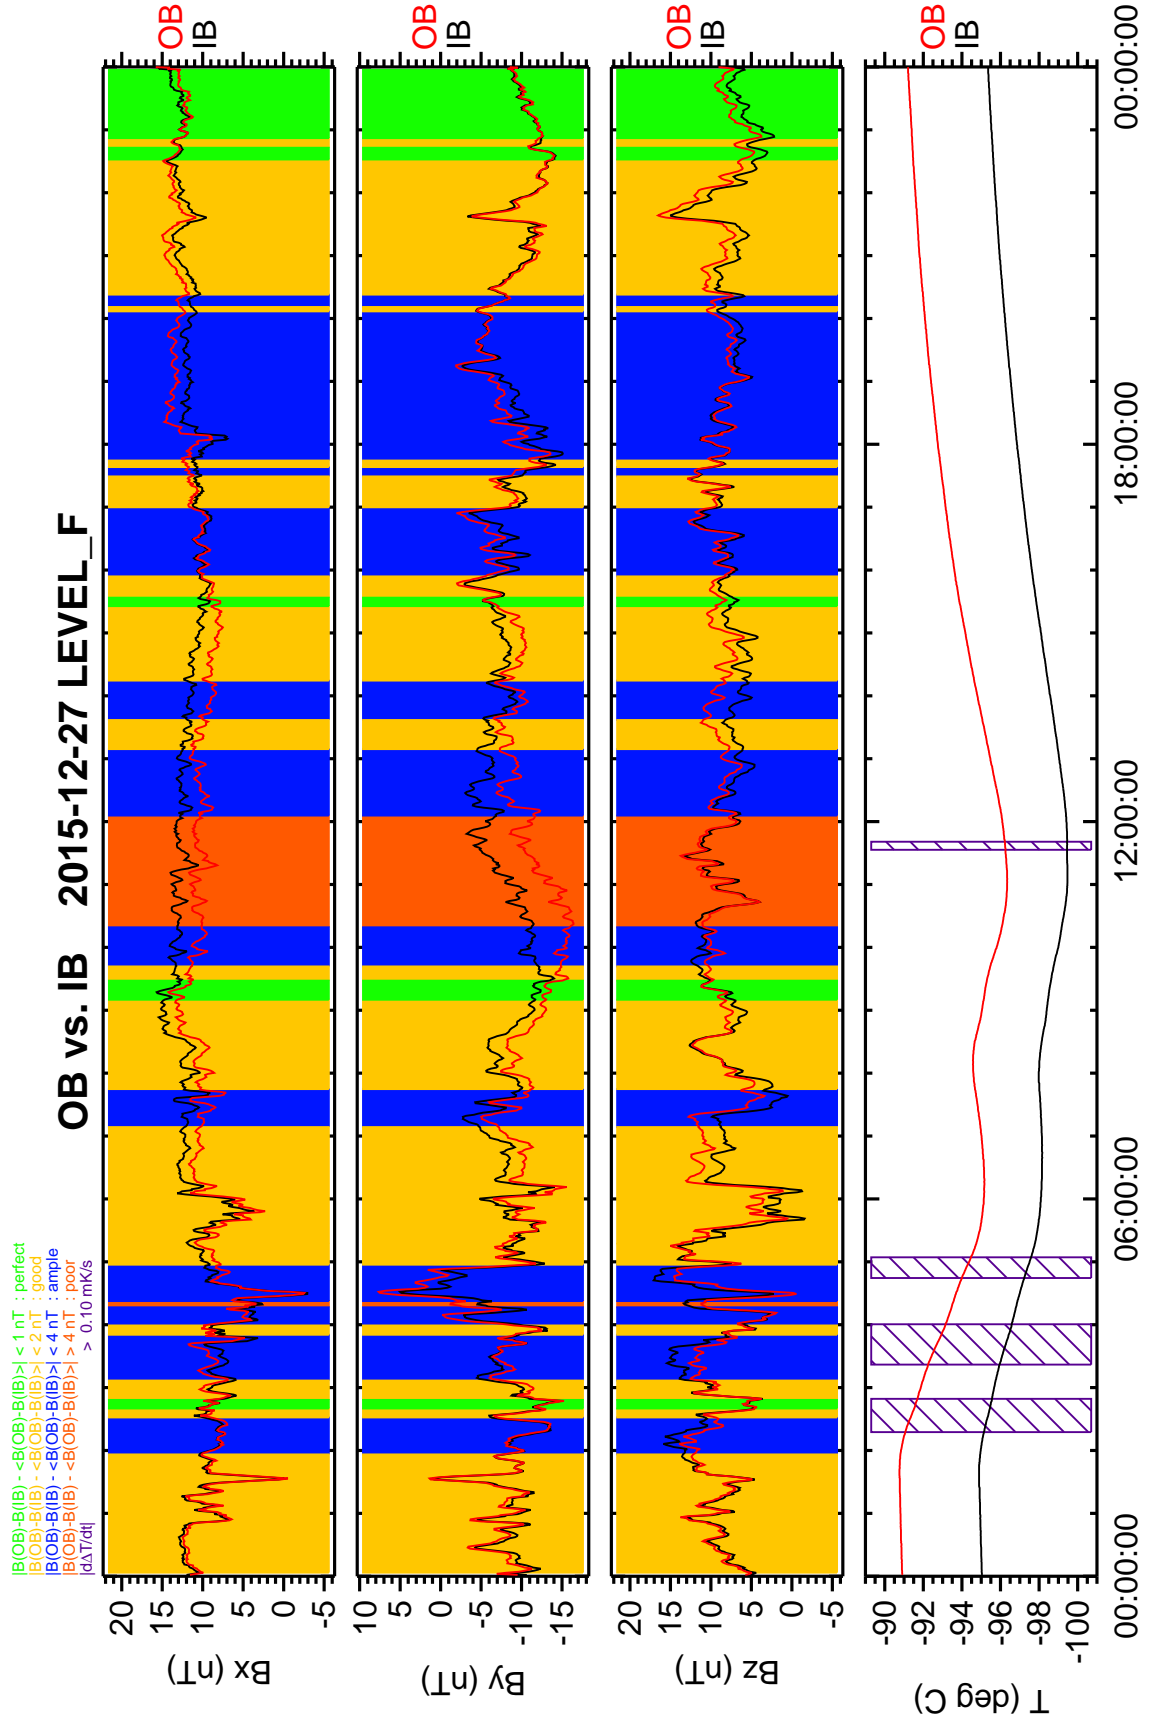 OB vs. IB 2015-12-27 LEVEL_F
|B(OB)-B(IB) - <B(OB)-B(IB)>| < 1 nT : perfect
|B(OB)-B(IB) - <B(OB)-B(IB)>| < 2 nT : good
|B(OB)-B(IB) - <B(OB)-B(IB)>| < 4 nT : ample
|B(OB)-B(IB) - <B(OB)-B(IB)>| > 4 nT : poor
|dΔT/dt| > 0.10 mK/s
Bx (nT)
20
15
10
5
0
-5
OB
IB
By (nT)
10
5
0
-5
-10
-15
OB
IB
Bz (nT)
20
15
10
5
0
-5
OB
IB
T (deg C)
-90
-92
-94
-96
-98
-100
OB
IB
00:00:00
06:00:00
12:00:00
18:00:00
00:00:00